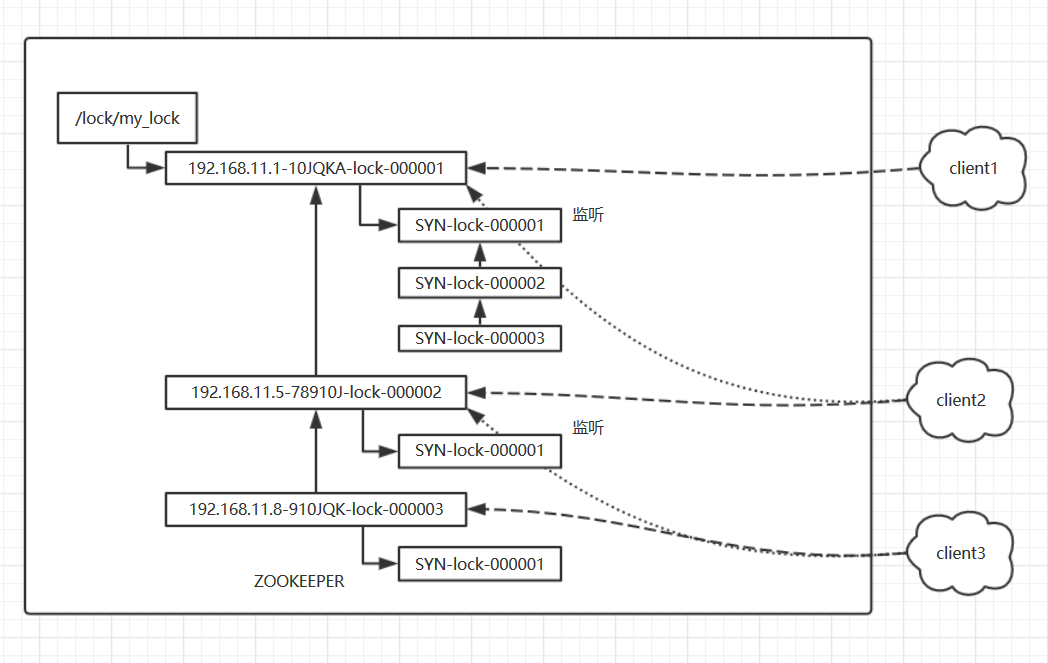 /lock/my_lock
192.168.11.1-10JQKA-lock-000001
client1
SYN-lock-000001
监听
SYN-lock-000002
SYN-lock-000003
192.168.11.5-78910J-lock-000002
client2
监听
SYN-lock-000001
192.168.11.8-910JQK-lock-000003
client3
SYN-lock-000001
ZOOKEEPER